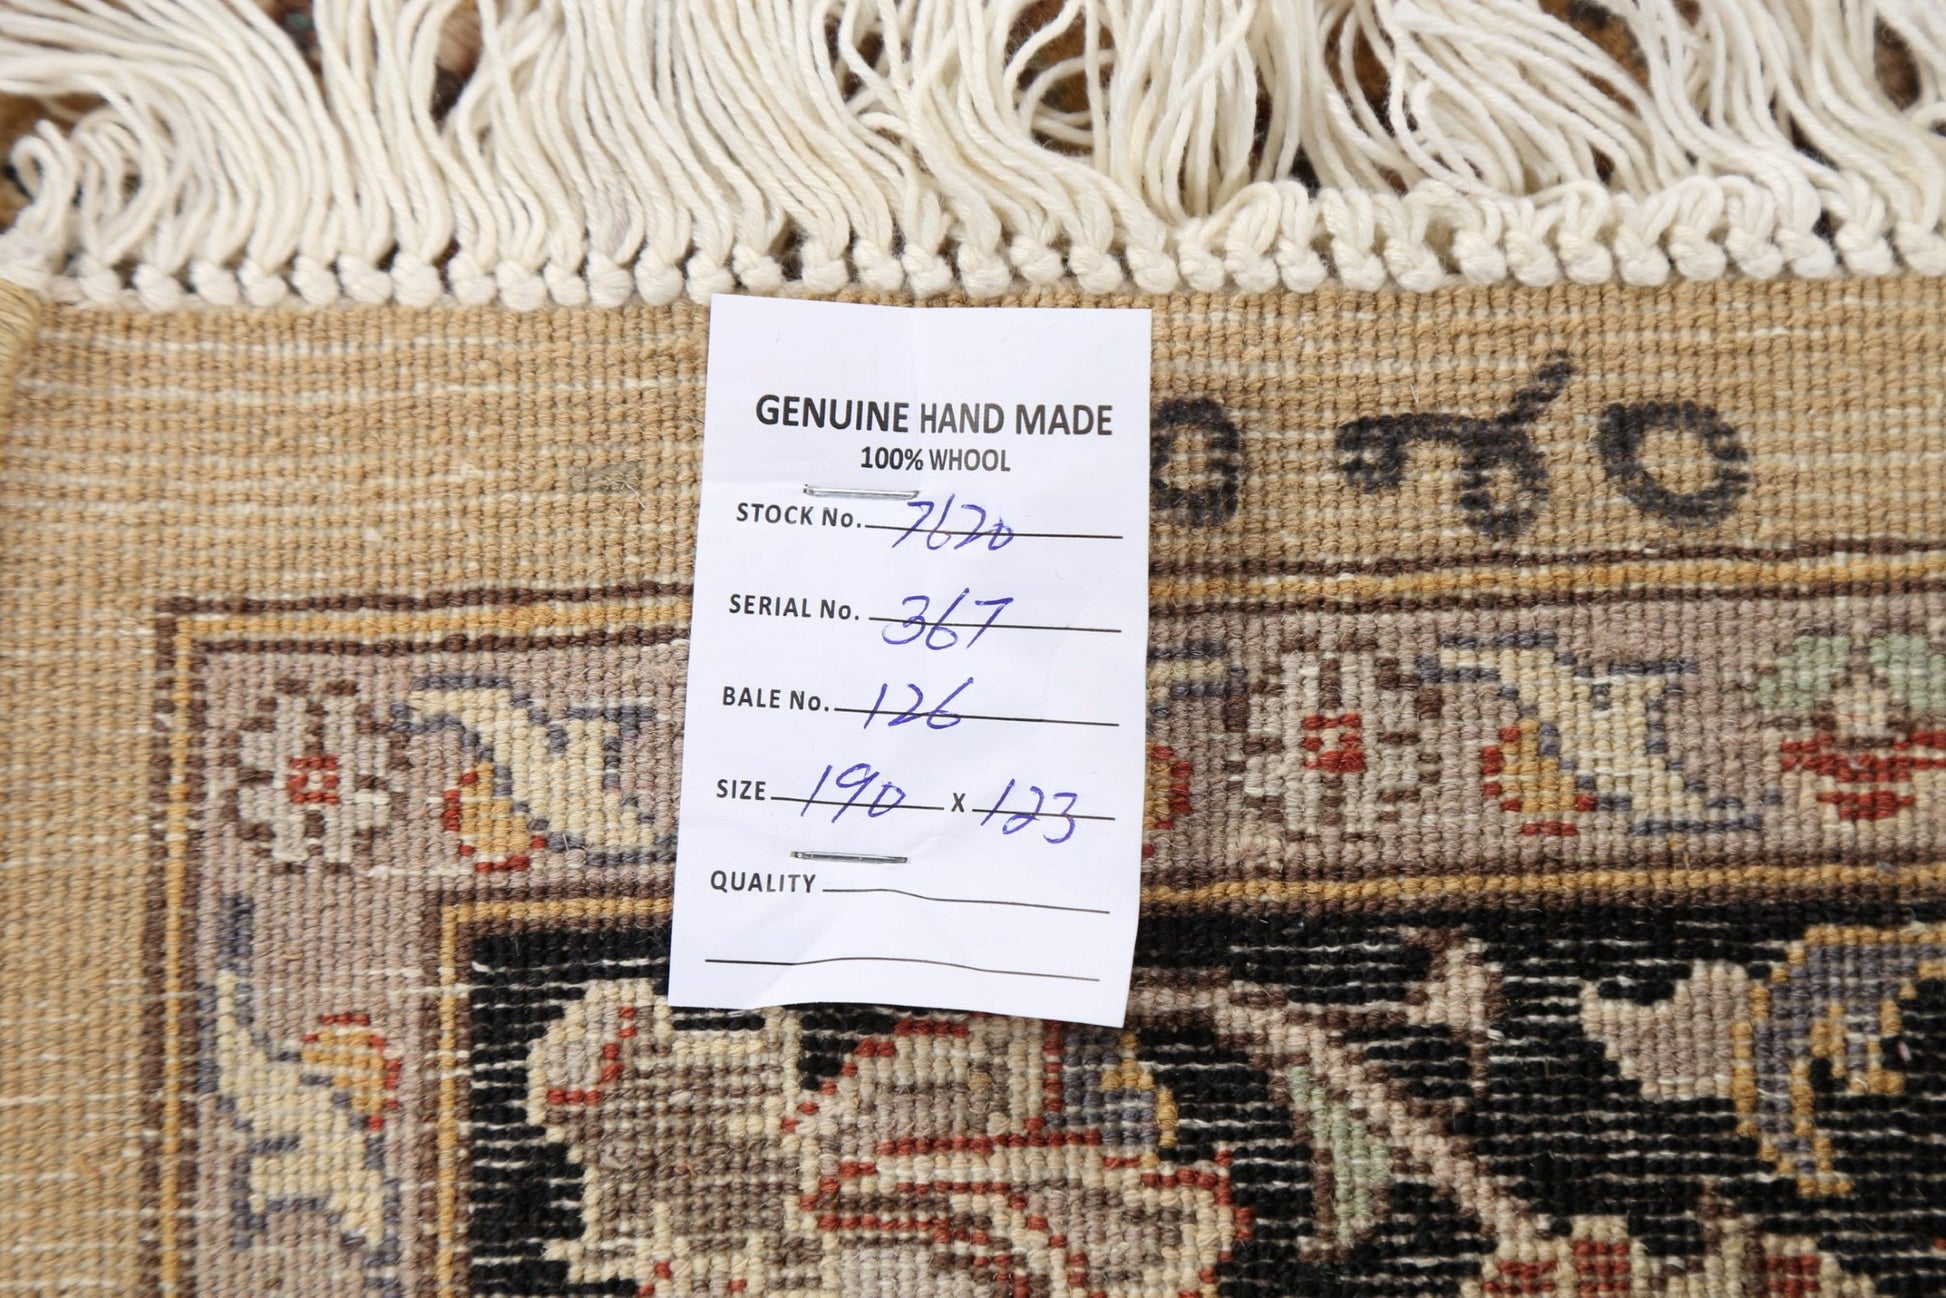 GENUINE HAND MADE
100% WHOOL
STOCK No. 7620
SERIAL No. 367
BALE No. 126
SIZE 190 X 123
QUALITY